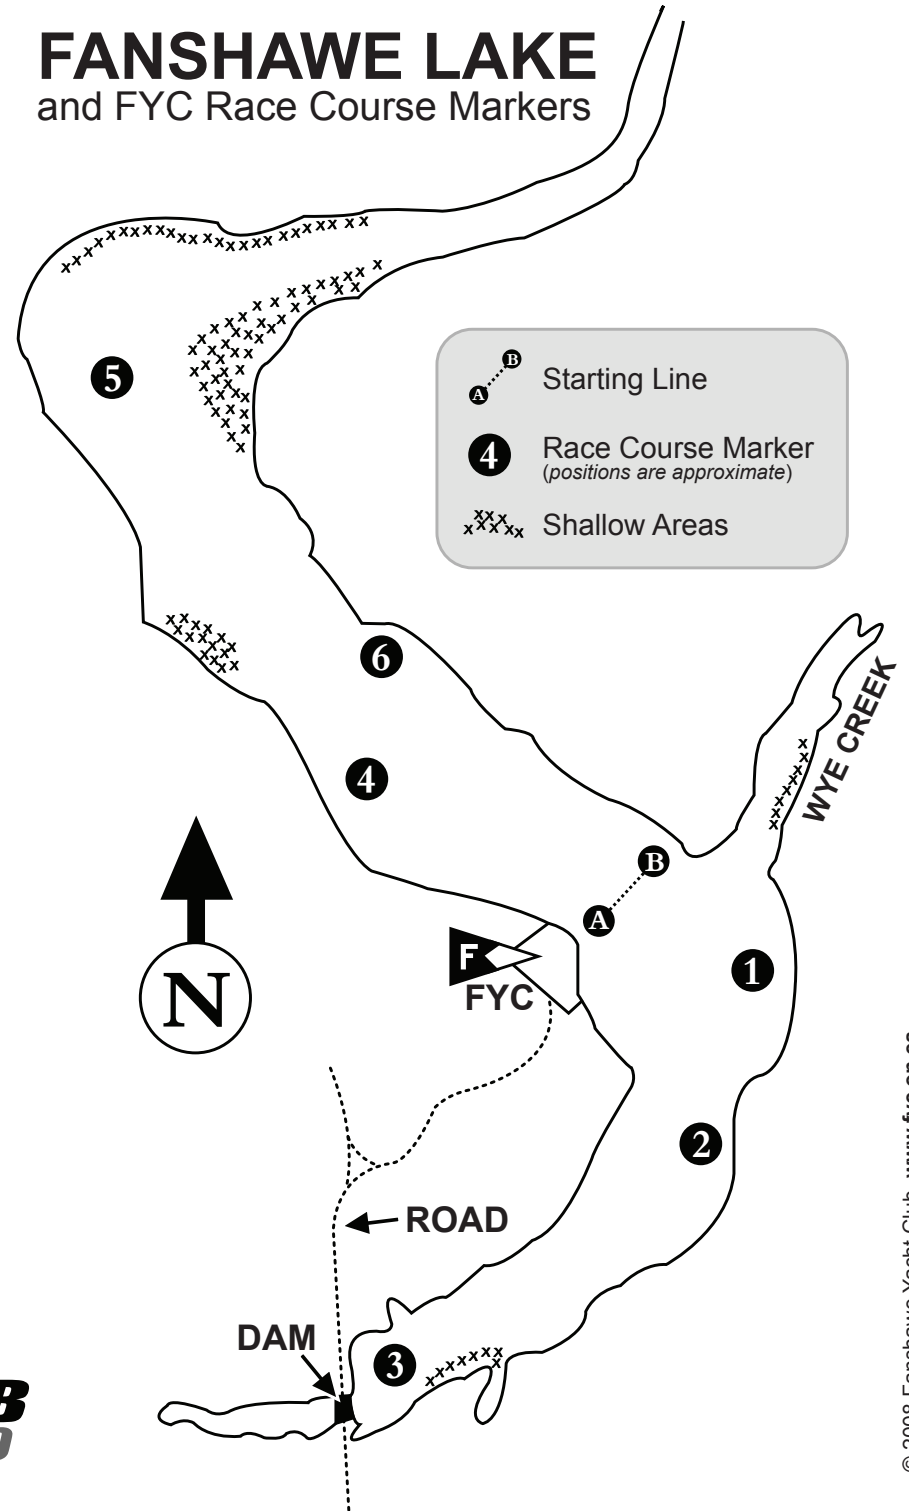 FANSHAWE LAKE
and FYC Race Course Markers
5
B
A
Starting Line
4
Race Course Marker
(positions are approximate)
Shallow Areas
6
WYE CREEK
4
B
A
F
FYC
1
N
2
ROAD
DAM
3
B
© 2008 Fanshawe Yacht Club